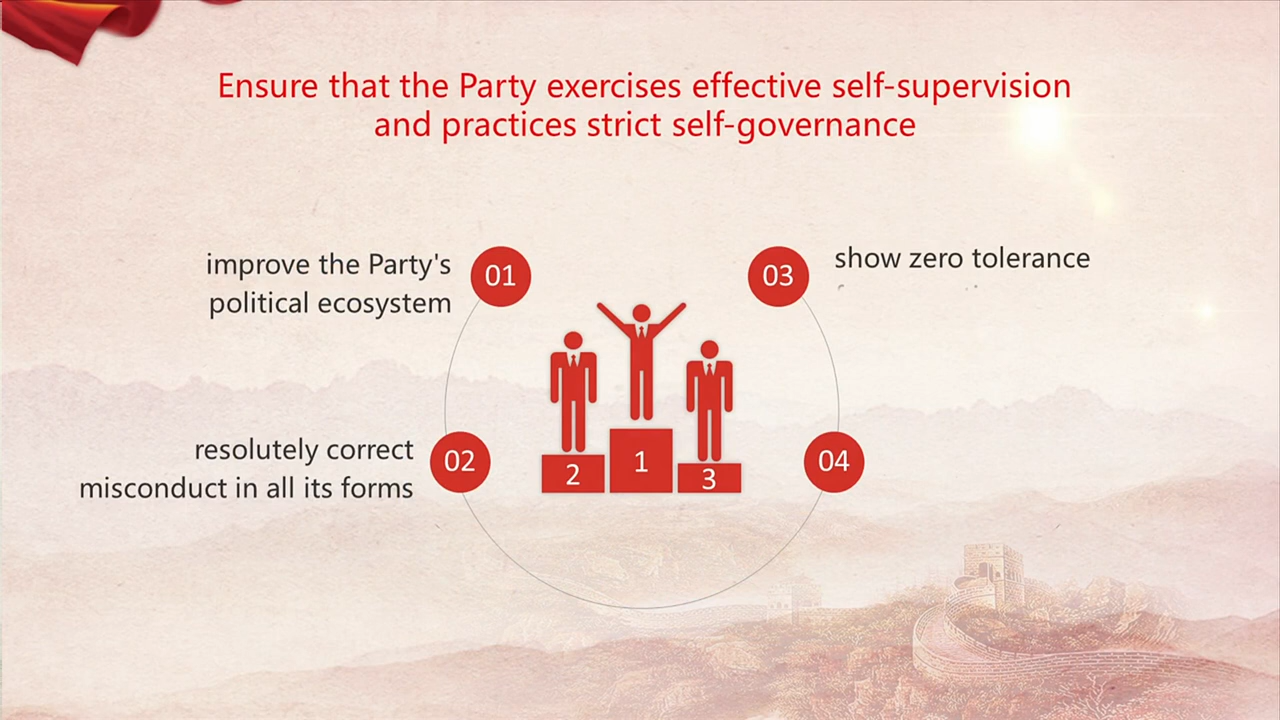 Ensure that the Party exercises effective self-supervision
and practices strict self-governance
improve the Party's
political ecosystem
01
resolutely correct
misconduct in all its forms
02
03
show zero tolerance
04
2
1
3